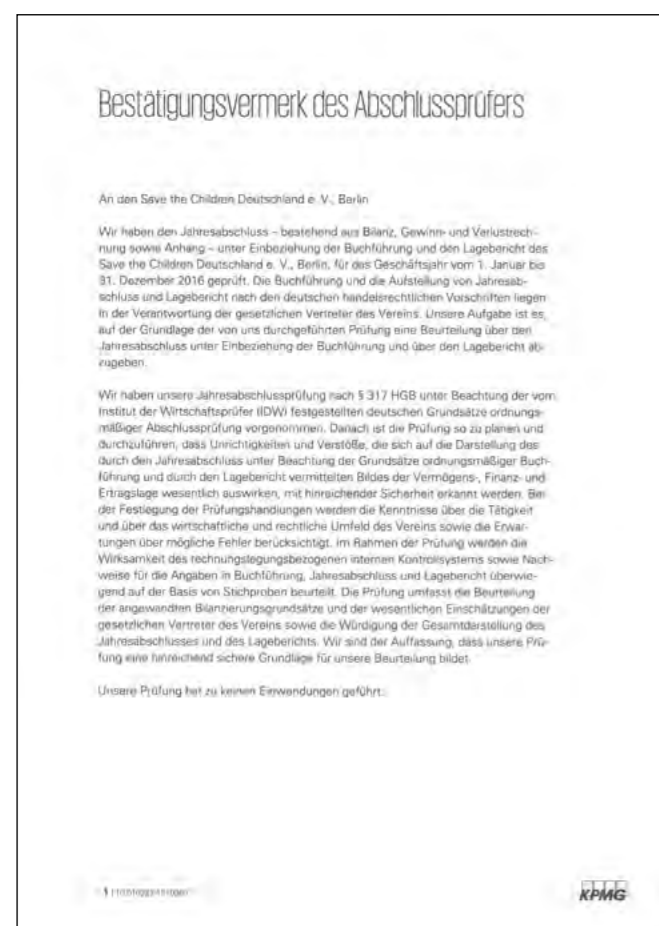 Bestätigungsvermerk des Abschlussprüfers
An den Save the Children Deutschland e. V., Berlin
Wir haben den Jahresabschluss – bestehend aus Bilanz, Gewinn- und Verlustrech-
nung sowie Anhang – unter Einbeziehung der Buchführung und den Lagebericht des
Save the Children Deutschland e. V., Berlin, für das Geschäftsjahr vom 1. Januar bis
31. Dezember 2016 geprüft. Die Buchführung und die Aufstellung von Jahresab-
schluss und Lagebericht nach den deutschen handelsrechtlichen Vorschriften liegen
in der Verantwortung der gesetzlichen Vertreter des Vereins. Unsere Aufgabe ist es,
auf der Grundlage der von uns durchgeführten Prüfung eine Beurteilung über den
Jahresabschluss unter Einbeziehung der Buchführung und über den Lagebericht ab-
zugeben.
Wir haben unsere Jahresabschlussprüfung nach § 317 HGB unter Beachtung der vom
Institut der Wirtschaftsprüfer (IDW) festgestellten deutschen Grundsätze ordnungs-
mäßiger Abschlussprüfung vorgenommen. Danach ist die Prüfung so zu planen und
durchzuführen, dass Unrichtigkeiten und Verstöße, die sich auf die Darstellung des
durch den Jahresabschluss unter Beachtung der Grundsätze ordnungsmäßiger Buch-
führung und durch den Lagebericht vermittelten Bildes der Vermögens-, Finanz- und
Ertragslage wesentlich auswirken, mit hinreichender Sicherheit erkannt werden. Bei
der Festlegung der Prüfungshandlungen werden die Kenntnisse über die Tätigkeit
und über das wirtschaftliche und rechtliche Umfeld des Vereins sowie die Erwar-
tungen über mögliche Fehler berücksichtigt. Im Rahmen der Prüfung werden die
Wirksamkeit des rechnungslegungsbezogenen internen Kontrollsystems sowie Nach-
weise für die Angaben in Buchführung, Jahresabschluss und Lagebericht überwie-
gend auf der Basis von Stichproben beurteilt. Die Prüfung umfasst die Beurteilung
der angewandten Bilanzierungsgrundsätze und der wesentlichen Einschätzungen der
gesetzlichen Vertreter des Vereins sowie die Würdigung der Gesamtdarstellung des
Jahresabschlusses und des Lageberichts. Wir sind der Auffassung, dass unsere Prü-
fung eine hinreichend sichere Grundlage für unsere Beurteilung bildet.
Unsere Prüfung hat zu keinen Einwendungen geführt.
1
KPMG